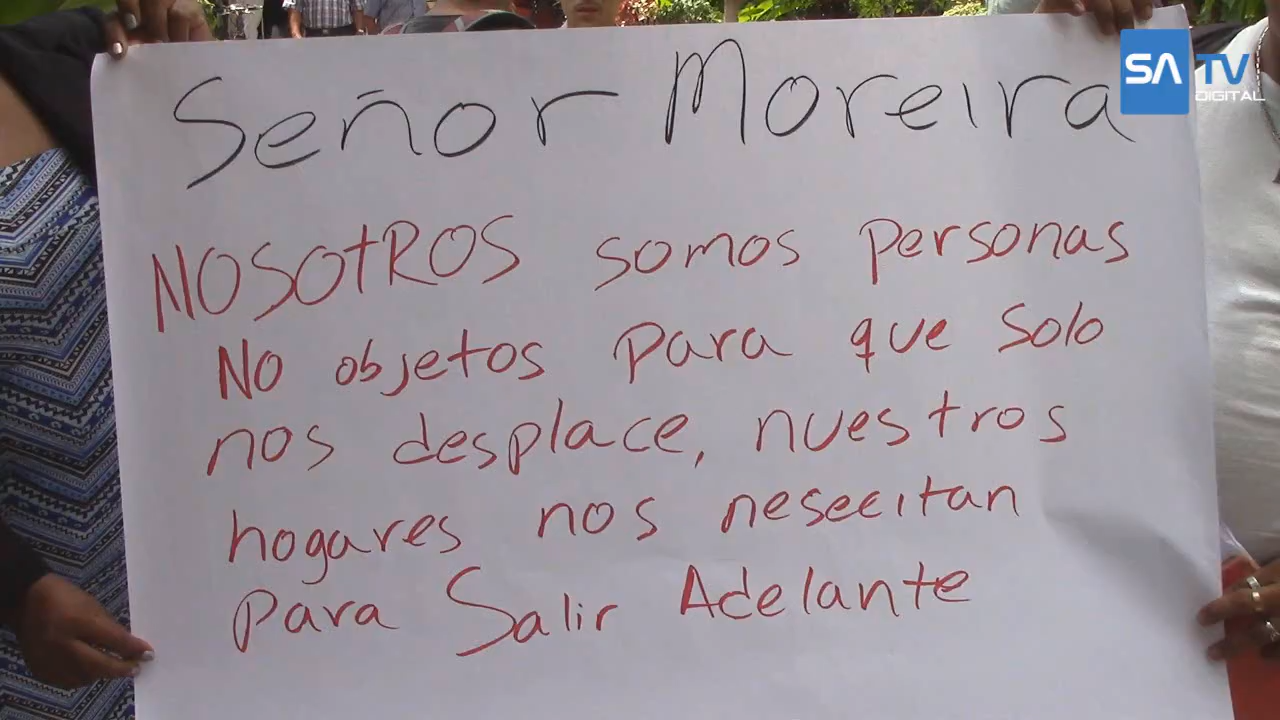 SA TV
DIGITAL
Señor Moreira
NOSOtROS somos personas
No objetos para que solo
nos desplace, nuestros
hogares nos nesecitan
para Salir Adelante